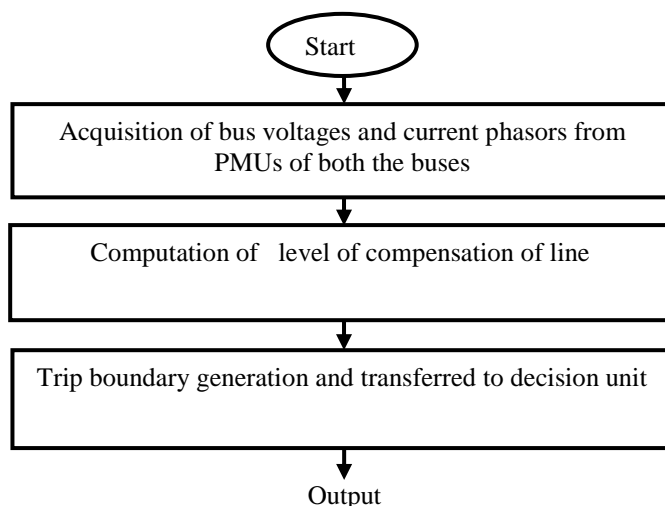 Start
Acquisition of bus voltages and current phasors from
PMUs of both the buses
Computation of level of compensation of line
Trip boundary generation and transferred to decision unit
Output